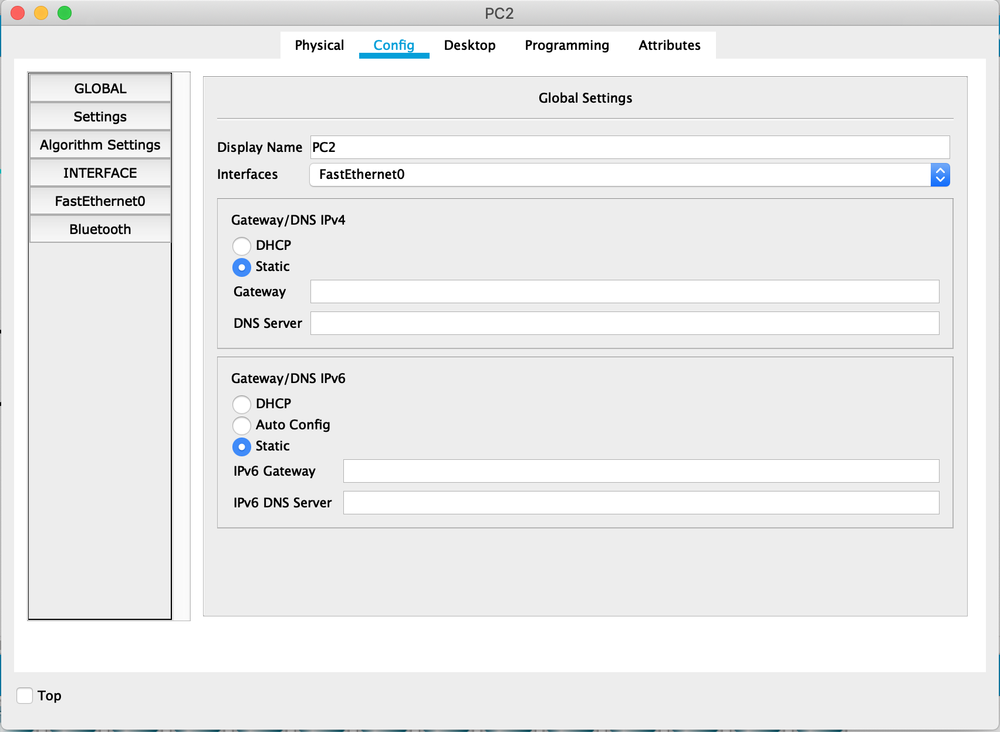 PC2
Physical Config Desktop Programming Attributes
GLOBAL
Settings
Algorithm Settings
INTERFACE
FastEthernet0
Bluetooth
Global Settings
Display Name PC2
Interfaces FastEthernet0
Gateway/DNS IPv4
DHCP
Static
Gateway
DNS Server
Gateway/DNS IPv6
DHCP
Auto Config
Static
IPv6 Gateway
IPv6 DNS Server
Top